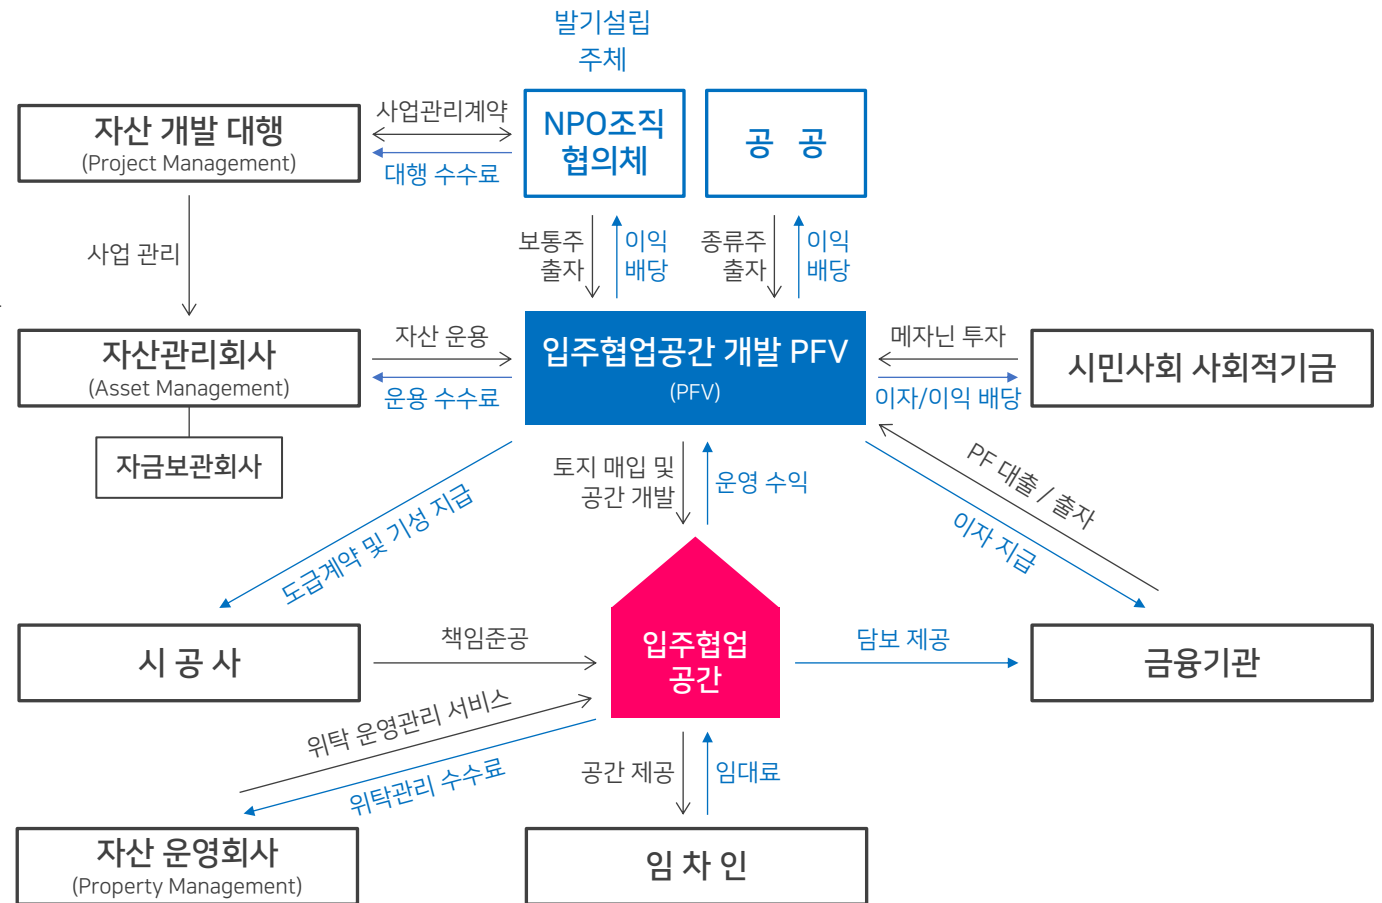 발기설립
주체
자산 개발 대행
(Project Management)
사업관리계약
대행 수수료
NPO조직
협의체
공 공
사업 관리
보통주
출자
이익
배당
종류주
출자
이익
배당
자산관리회사
(Asset Management)
자산 운용
운용 수수료
입주협업공간 개발 PFV
(PFV)
메자닌 투자
이자/이익 배당
시민사회 사회적기금
자금보관회사
토지 매입 및
공간 개발
운영 수익
PF 대출 / 출자
이자 지급
도급계약 및 기성 지급
시 공 사
책임준공
입주협업
공간
담보 제공
금융기관
위탁 운영관리 서비스
위탁관리 수수료
공간 제공
임대료
자산 운영회사
(Property Management)
임 차 인